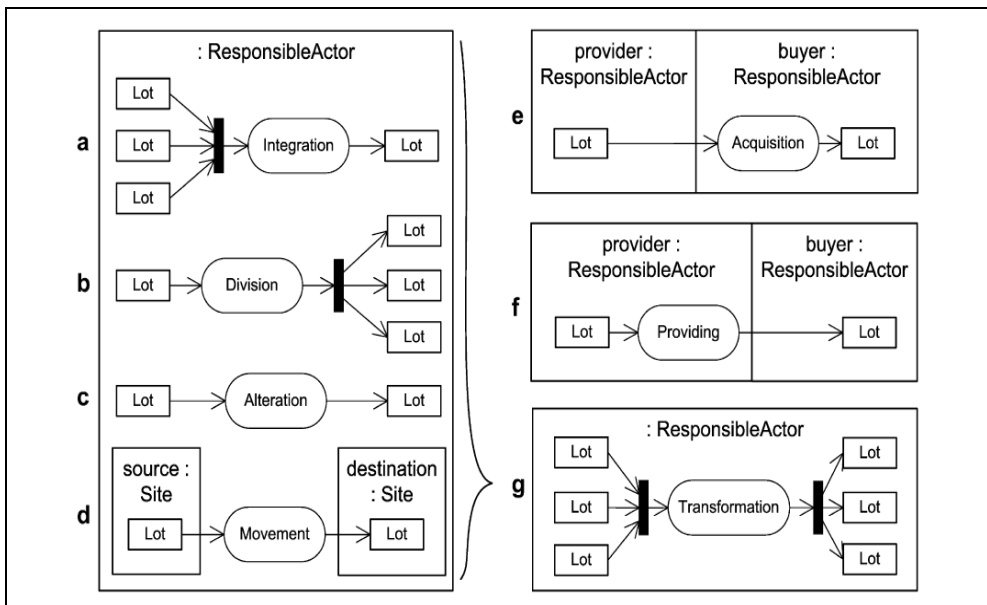 : ResponsibleActor
a
Lot
Lot
Lot
Integration
Lot
b
Lot
Division
Lot
Lot
Lot
c
Lot
Alteration
Lot
d
source :
Site
Lot
Movement
destination
: Site
Lot
e
provider :
ResponsibleActor
buyer :
ResponsibleActor
Lot
Acquisition
Lot
f
provider :
ResponsibleActor
buyer :
ResponsibleActor
Lot
Providing
Lot
g
: ResponsibleActor
Lot
Lot
Lot
Transformation
Lot
Lot
Lot